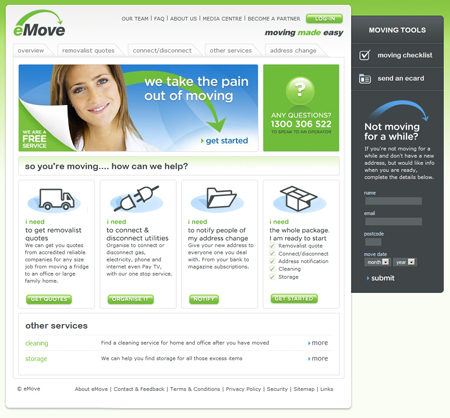 eMove
OUR TEAM | FAQ | ABOUT US | MEDIA CENTRE | BECOME A PARTNER
LOG-IN
moving made easy
overview
removalist quotes
connect/disconnect
other services
address change
we take the pain
out of moving
get started
WE ARE A
FREE
SERVICE
?
ANY QUESTIONS?
1300 306 522
TO SPEAK TO AN OPERATOR
so you're moving.... how can we help?
i need
to get removalist
quotes
We can get you quotes
from accredited reliable
companies for any size
job from moving a fridge
to an office or large
family home.
GET QUOTES
i need
to connect &
disconnect utilities
Organise to connect or
disconnect gas,
electricity, phone and
internet even Pay TV,
with our one stop service.
ORGANISE IT
i need
to notify people of
my address change
Give your new address to
everyone one you deal
with. From your bank to
magazine subscriptions.
NOTIFY
i need
the whole package.
I am ready to start
Removalist quote
Connect/disconnect
Address notification
Cleaning
Storage
GET STARTED
other services
cleaning
Find a cleaning service for home and office after you have moved
more
storage
We can help you find storage for all those excess items
more
© eMove
About eMove | Contact & Feedback | Terms & Conditions | Privacy Policy | Security | Sitemap | Links
MOVING TOOLS
moving checklist
send an ecard
Not moving
for a while?
If you're not moving for a
while and don't have a new
address, but would like info
when you are ready,
complete the details below.
name
email
postcode
move date
month
year
submit